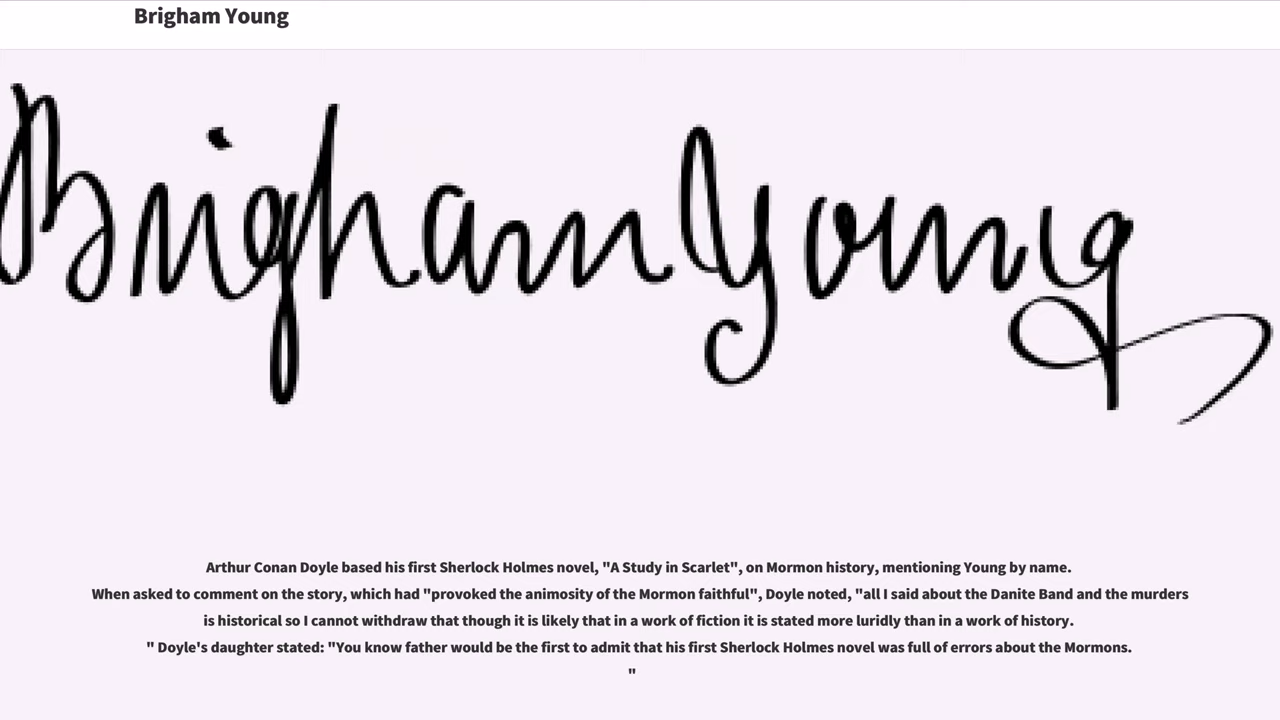 Brigham Young
Brigham Young
Arthur Conan Doyle based his first Sherlock Holmes novel, "A Study in Scarlet", on Mormon history, mentioning Young by name.
When asked to comment on the story, which had "provoked the animosity of the Mormon faithful", Doyle noted, "all I said about the Danite Band and the murders
is historical so I cannot withdraw that though it is likely that in a work of fiction it is stated more luridly than in a work of history.
" Doyle's daughter stated: "You know father would be the first to admit that his first Sherlock Holmes novel was full of errors about the Mormons.
"